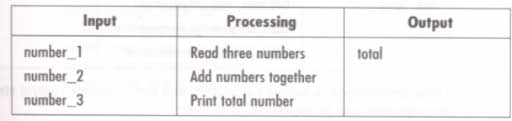 Input Processing Output
number_1 Read three numbers total
number_2 Add numbers together
number_3 Print total number